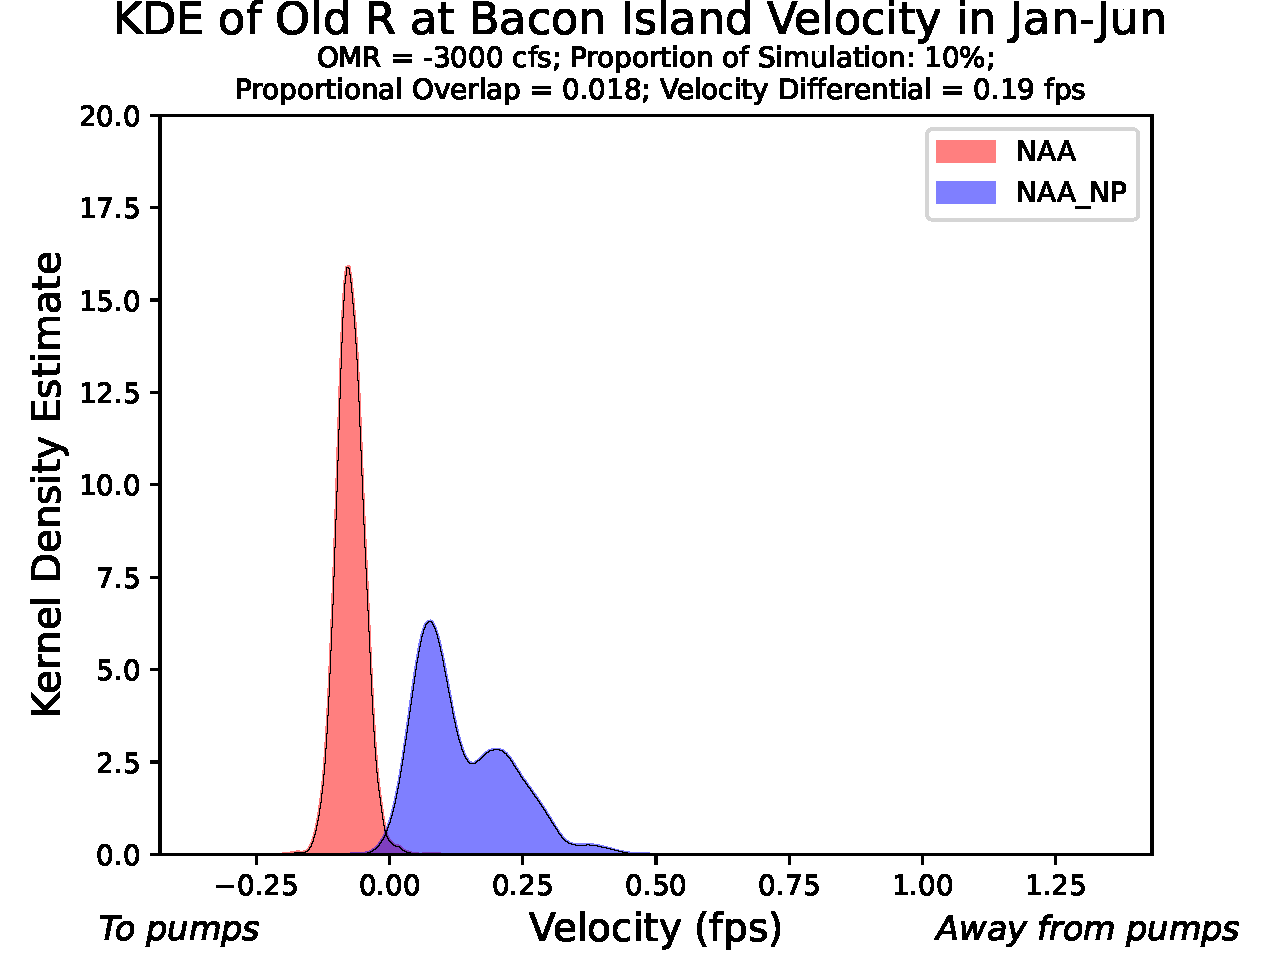 KDE of Old R at Bacon Island Velocity in Jan-Jun
OMR = -3000 cfs; Proportion of Simulation: 10%;
Proportional Overlap = 0.018; Velocity Differential = 0.19 fps
20.0
17.5
15.0
12.5
10.0
7.5
5.0
2.5
0.0
Kernel Density Estimate
NAA
NAA_NP
−0.25 0.00 0.25 0.50 0.75 1.00 1.25
To pumps Velocity (fps) Away from pumps